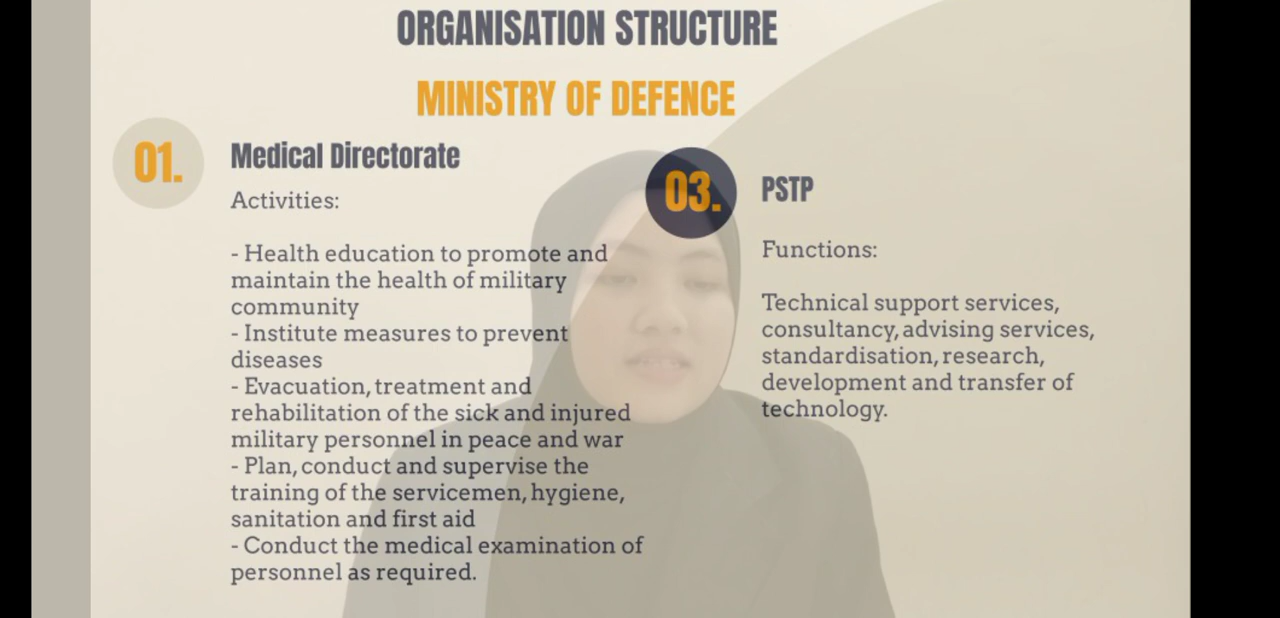 ORGANISATION STRUCTURE
MINISTRY OF DEFENCE
01.
Medical Directorate
Activities:
- Health education to promote and
maintain the health of military
community
- Institute measures to prevent
diseases
- Evacuation, treatment and
rehabilitation of the sick and injured
military personnel in peace and war
- Plan, conduct and supervise the
training of the servicemen, hygiene,
sanitation and first aid
- Conduct the medical examination of
personnel as required.
03.
PSTP
Functions:
Technical support services,
consultancy, advising services,
standardisation, research,
development and transfer of
technology.